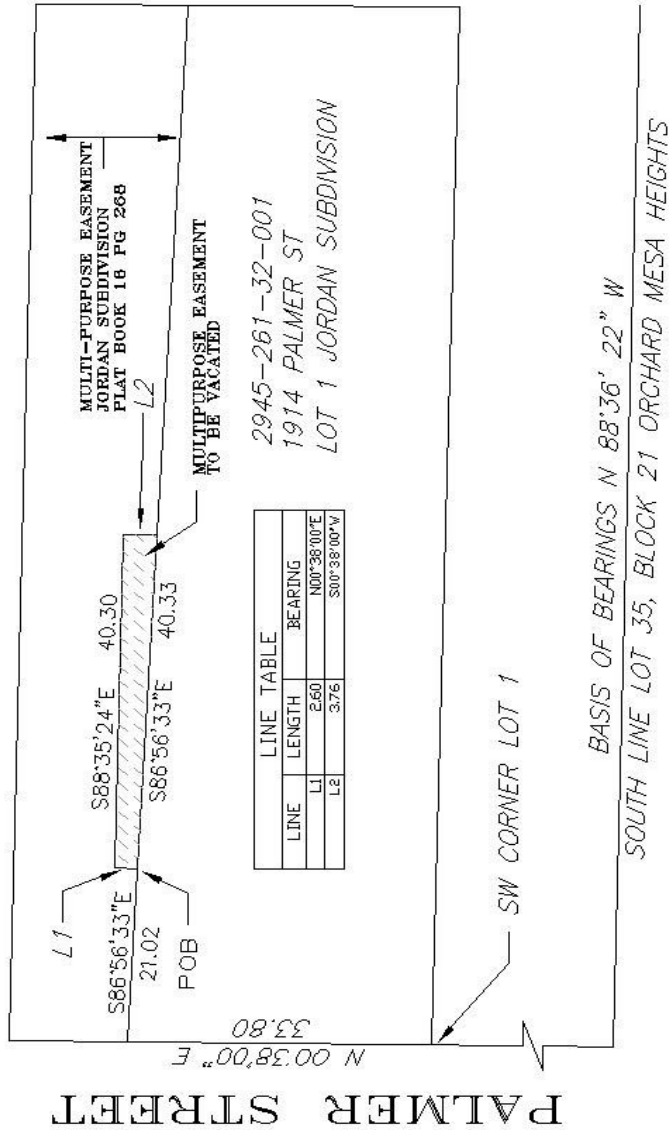 PALMER STREET
N 00°38'00" E
33.80
L1
S86°56'33"E
21.02
POB
S88°35'24"E
40.30
S86°56'33"E
40.33
L2
MULTI-PURPOSE EASEMENT
JORDAN SUBDIVISION
PLAT BOOK 16 PG 268
MULTIPURPOSE EASEMENT
TO BE VACATED
LINE TABLE
LINE LENGTH BEARING
L1 2.60 N00°38'00"E
L2 3.76 S00°38'00"W
2945-261-32-001
1914 PALMER ST
LOT 1 JORDAN SUBDIVISION
SW CORNER LOT 1
BASIS OF BEARINGS N 88°36' 22" W
SOUTH LINE LOT 35, BLOCK 21 ORCHARD MESA HEIGHTS